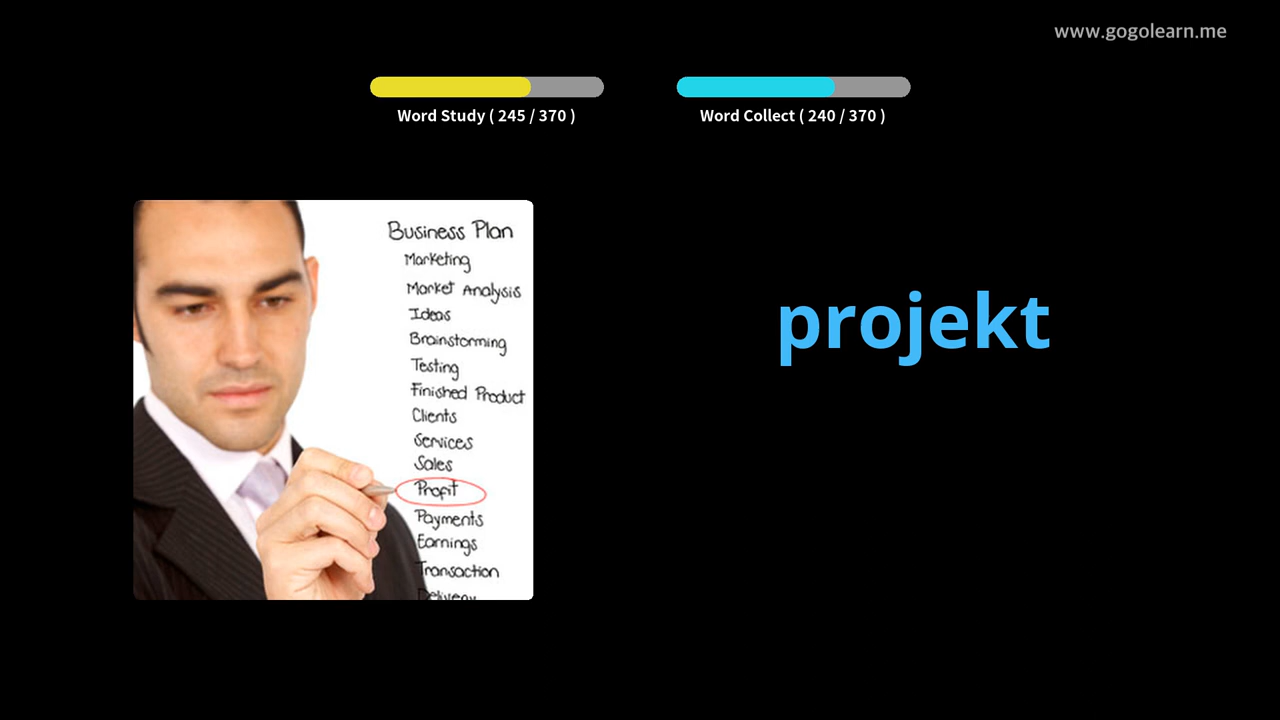 www.gogolearn.me
Word Study ( 245 / 370 )
Word Collect ( 240 / 370 )
Business Plan
Marketing
Market Analysis
Ideas
Brainstorming
Testing
Finished Product
Clients
Services
Sales
Profit
Payments
Earnings
Transaction
Delivery
projekt